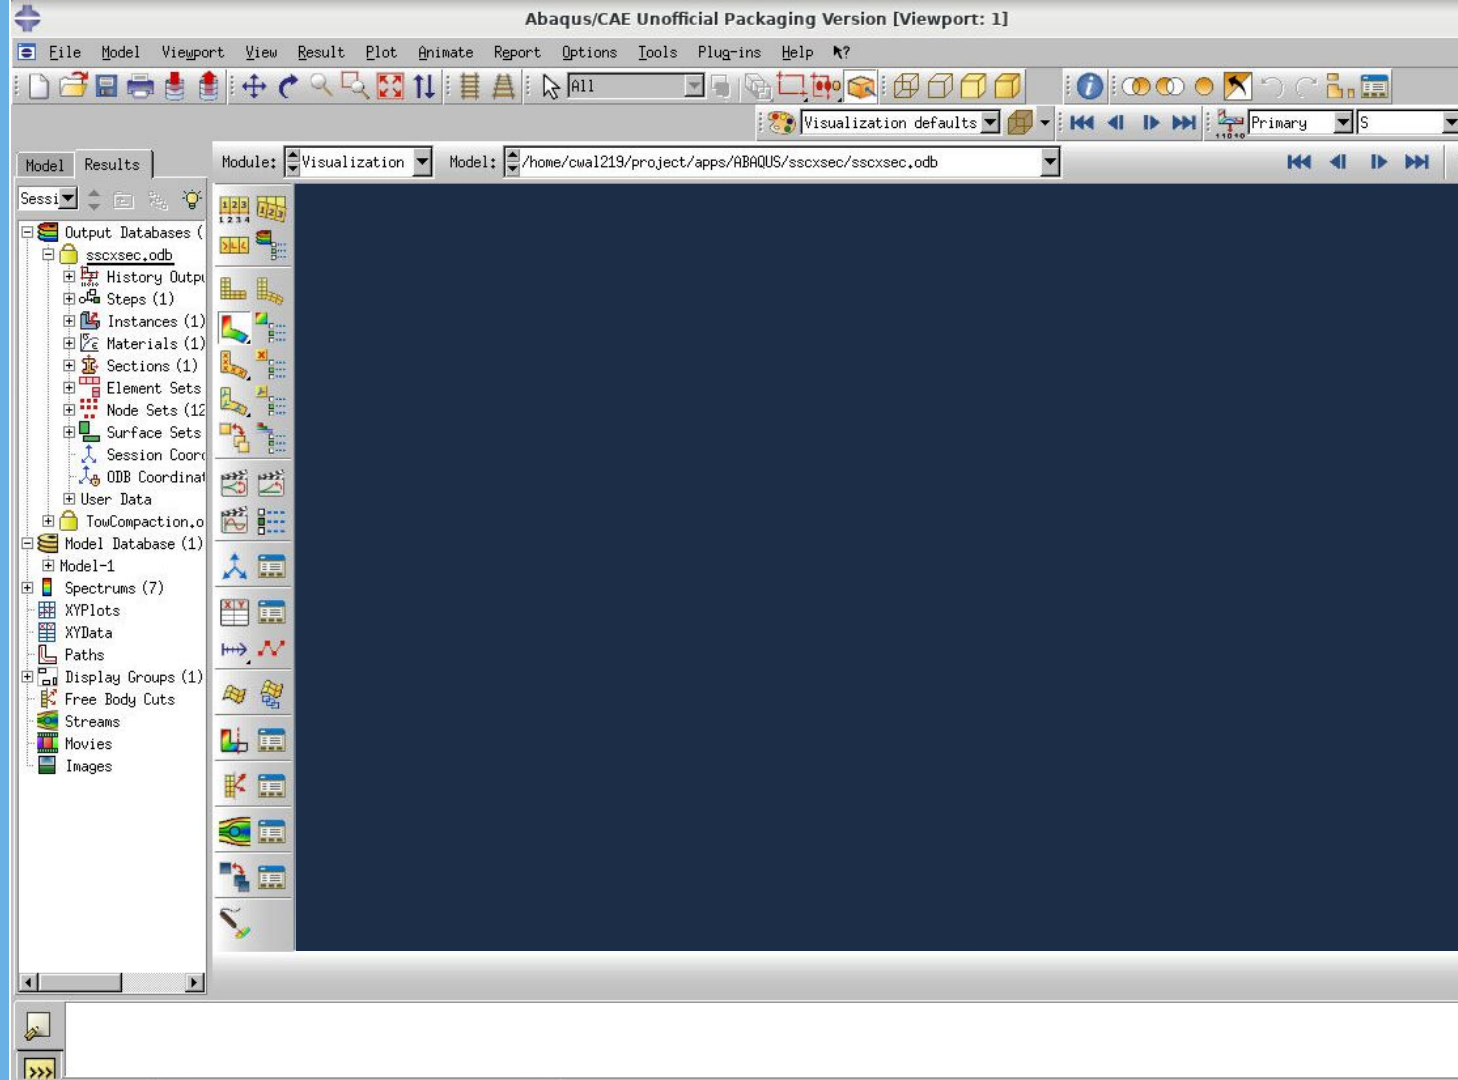 Abaqus/CAE Unofficial Packaging Version [Viewport: 1]
File Model Viewport View Result Plot Animate Report Options Tools Plug-ins Help
All
Visualization defaults Primary S
Model Results Module: Visualization Model: /home/cwal219/project/apps/ABAQUS/sscxsec/sscxsec.odb
Sessi
Output Databases (
sscxsec.odb
History Outpu
Steps (1)
Instances (1)
Materials (1)
Sections (1)
Element Sets
Node Sets (12
Surface Sets
Session Coord
ODB Coordinat
User Data
TowCompaction.o
Model Database (1)
Model-1
Spectrums (7)
XYPlots
XYData
Paths
Display Groups (1)
Free Body Cuts
Streams
Movies
Images
>>>